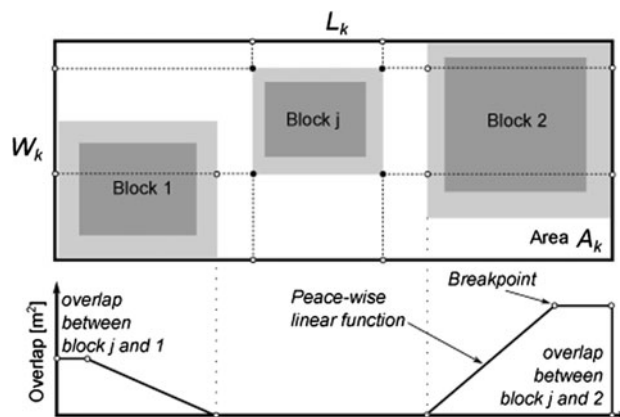 L_k
W_k
Block 1
Block j
Block 2
Area A_k
Overlap [m²]
overlap
between
block j and 1
Peace-wise
linear function
Breakpoint
overlap
between
block j and 2